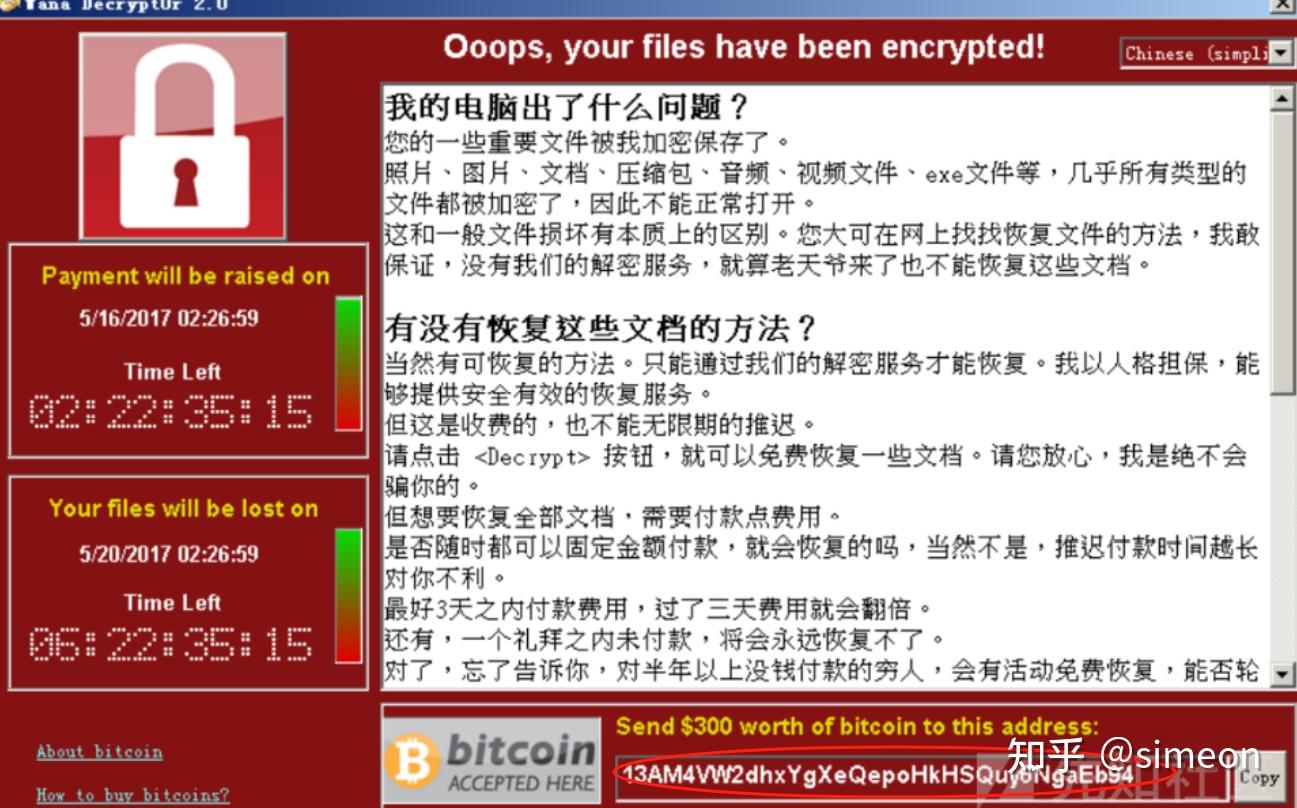 Wana Decrypt0r 2.0
Ooops, your files have been encrypted!
Chinese (simpli
我的电脑出了什么问题？
您的一些重要文件被我加密保存了。
照片、图片、文档、压缩包、音频、视频文件、exe文件等，几乎所有类型的
文件都被加密了，因此不能正常打开。
这和一般文件损坏有本质上的区别。您大可在网上找找恢复文件的方法，我敢
保证，没有我们的解密服务，就算老天爷来了也不能恢复这些文档。
有没有恢复这些文档的方法？
当然有可恢复的方法。只能通过我们的解密服务才能恢复。我以人格担保，能
够提供安全有效的恢复服务。
但这是收费的，也不能无限期的推迟。
请点击 <Decrypt> 按钮，就可以免费恢复一些文档。请您放心，我是绝不会
骗你的。
但想要恢复全部文档，需要付款点费用。
是否随时都可以固定金额付款，就会恢复的吗，当然不是，推迟付款时间越长
对你不利。
最好3天之内付款费用，过了三天费用就会翻倍。
还有，一个礼拜之内未付款，将会永远恢复不了。
对了，忘了告诉你，对半年以上没钱付款的穷人，会有活动免费恢复，能否轮
Payment will be raised on
5/16/2017 02:26:59
Time Left
02:22:35:15
Your files will be lost on
5/20/2017 02:26:59
Time Left
06:22:35:15
About bitcoin
How to buy bitcoins?
bitcoin
ACCEPTED HERE
Send $300 worth of bitcoin to this address:
13AM4VW2dhxYgXeQepoHkHSQuy6NgaEb94
Copy
知乎 @simeon